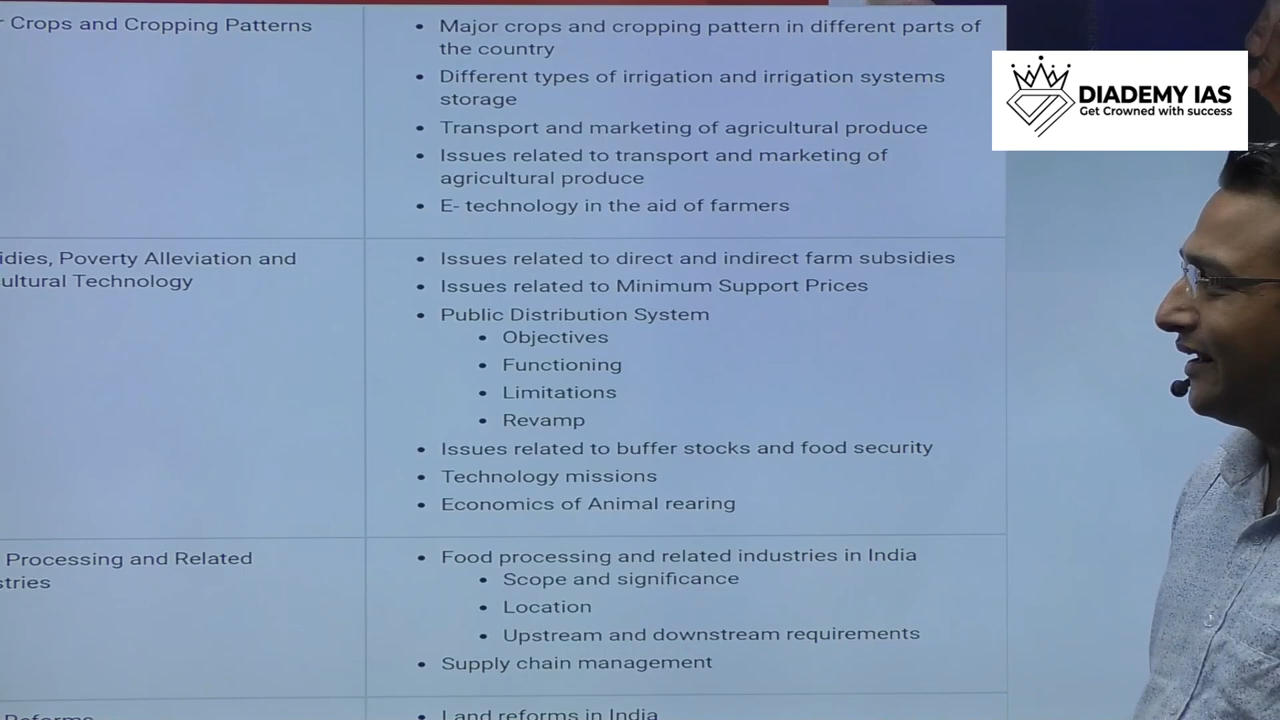 Crops and Cropping Patterns
• Major crops and cropping pattern in different parts of
the country
• Different types of irrigation and irrigation systems
storage
• Transport and marketing of agricultural produce
• Issues related to transport and marketing of
agricultural produce
• E- technology in the aid of farmers
idies, Poverty Alleviation and
ultural Technology
• Issues related to direct and indirect farm subsidies
• Issues related to Minimum Support Prices
• Public Distribution System
• Objectives
• Functioning
• Limitations
• Revamp
• Issues related to buffer stocks and food security
• Technology missions
• Economics of Animal rearing
Processing and Related
stries
• Food processing and related industries in India
• Scope and significance
• Location
• Upstream and downstream requirements
• Supply chain management
Reforms
• Land reforms in India
DIADEMY IAS
Get Crowned with success